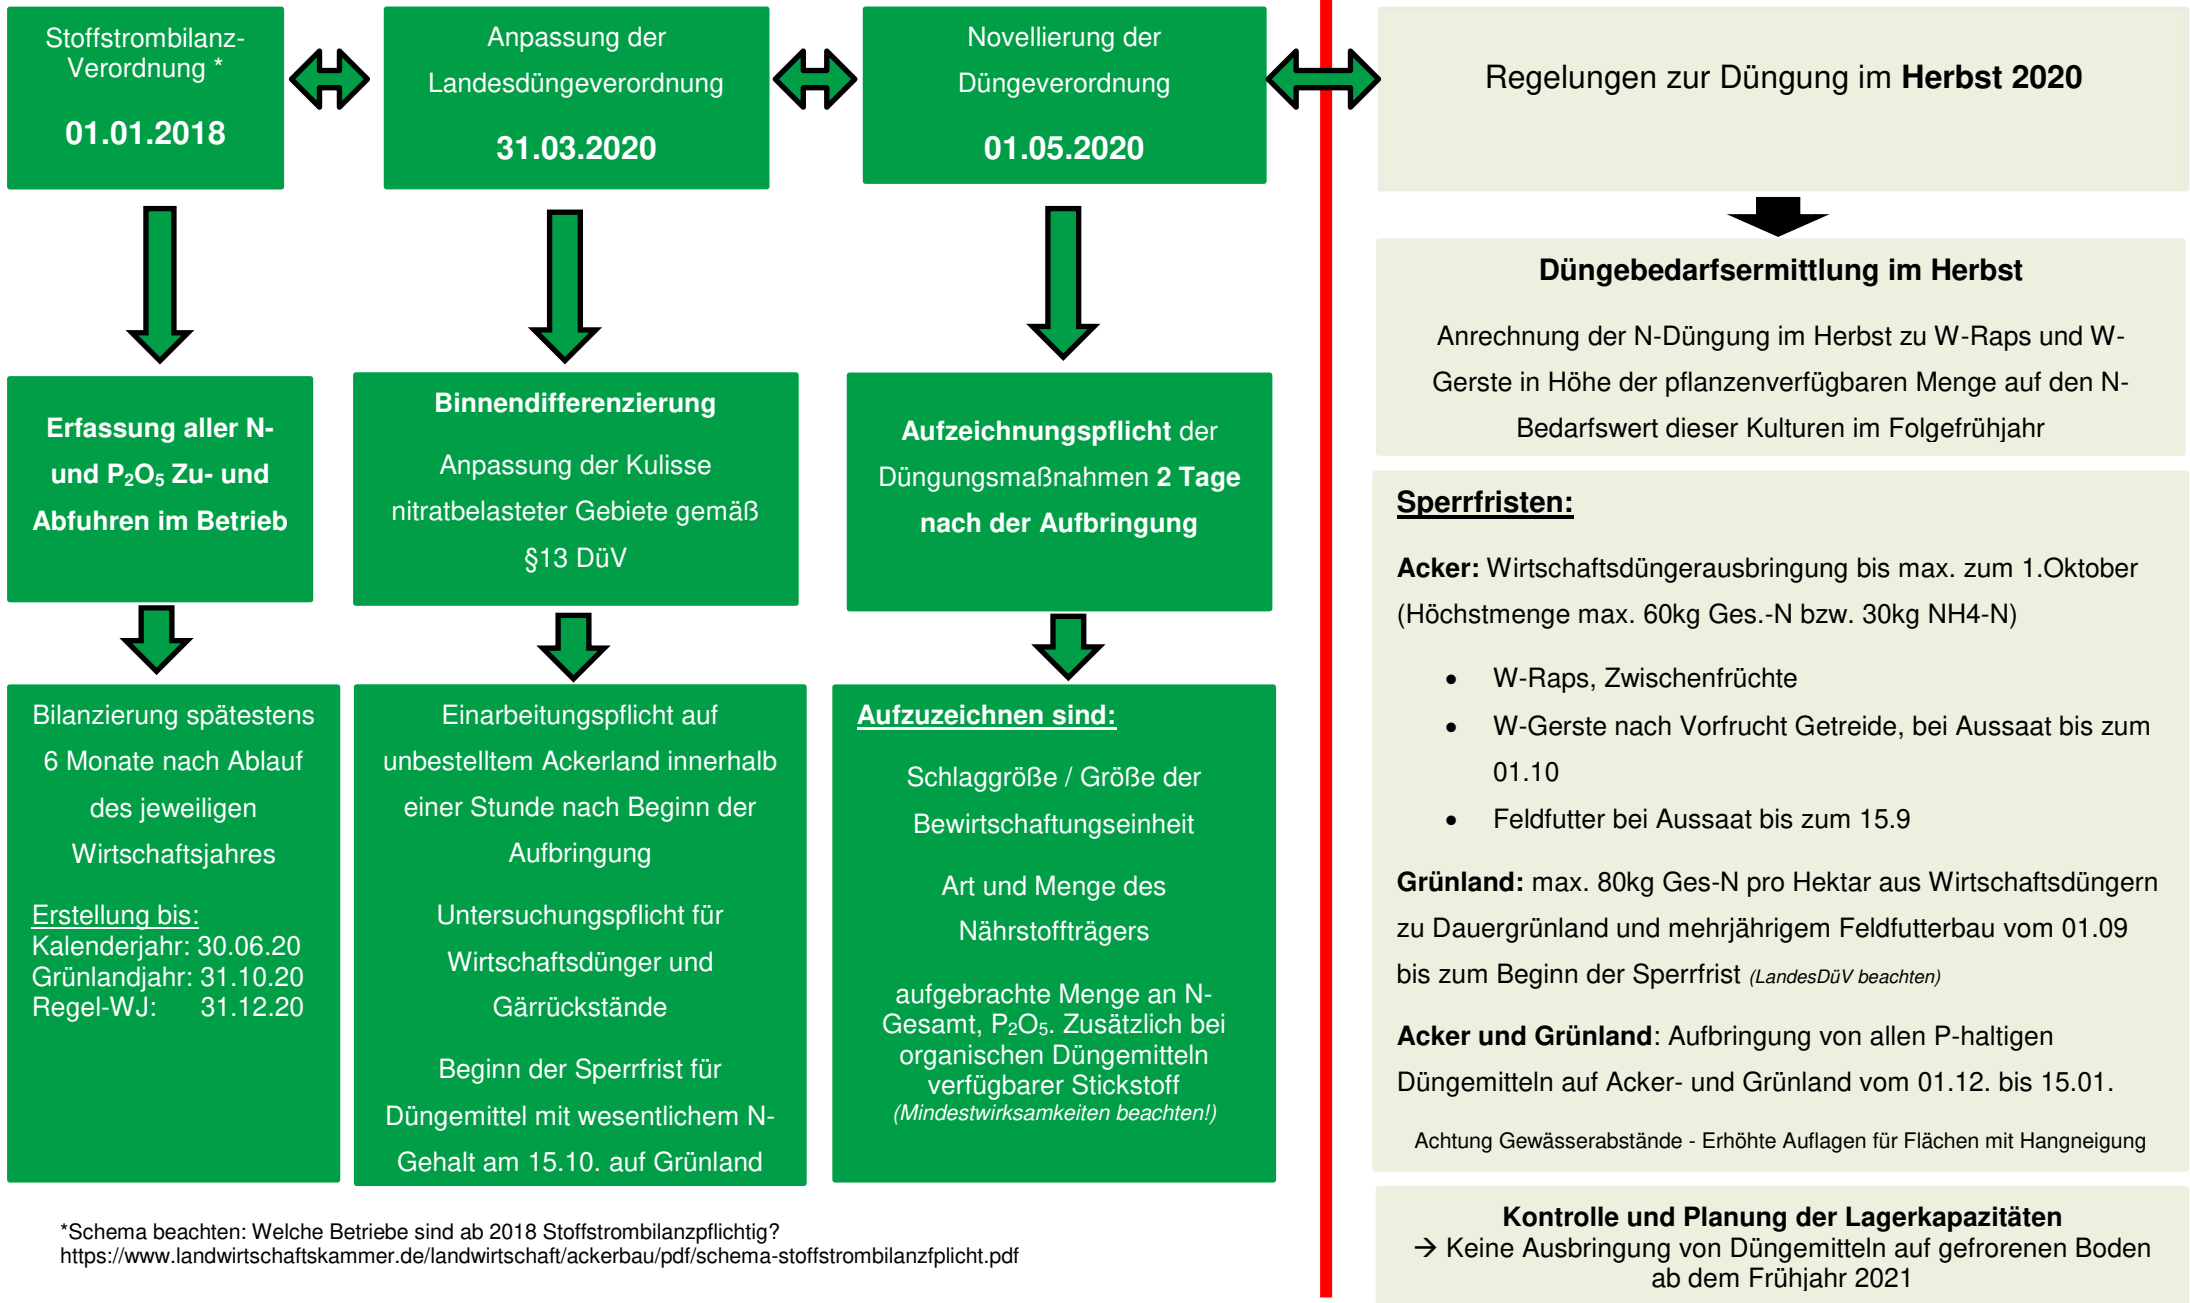 Stoffstrombilanz-
Verordnung *
01.01.2018
Anpassung der
Landesdüngeverordnung
31.03.2020
Novellierung der
Düngeverordnung
01.05.2020
Regelungen zur Düngung im Herbst 2020
Erfassung aller N-
und P₂O₅ Zu- und
Abfuhren im Betrieb
Binnendifferenzierung
Anpassung der Kulisse
nitratbelasteter Gebiete gemäß
§13 DüV
Aufzeichnungspflicht der
Düngungsmaßnahmen 2 Tage
nach der Aufbringung
Düngebedarfsermittlung im Herbst
Anrechnung der N-Düngung im Herbst zu W-Raps und W-
Gerste in Höhe der pflanzenverfügbaren Menge auf den N-
Bedarfswert dieser Kulturen im Folgefrühjahr
Bilanzierung spätestens
6 Monate nach Ablauf
des jeweiligen
Wirtschaftsjahres
Erstellung bis:
Kalenderjahr: 30.06.20
Grünlandjahr: 31.10.20
Regel-WJ: 31.12.20
Einarbeitungspflicht auf
unbestelltem Ackerland innerhalb
einer Stunde nach Beginn der
Aufbringung
Untersuchungspflicht für
Wirtschaftsdünger und
Gärrückstände
Beginn der Sperrfrist für
Düngemittel mit wesentlichem N-
Gehalt am 15.10. auf Grünland
Aufzuzeichnen sind:
Schlaggröße / Größe der
Bewirtschaftungseinheit
Art und Menge des
Nährstoffträgers
aufgebrachte Menge an N-
Gesamt, P₂O₅. Zusätzlich bei
organischen Düngemitteln
verfügbarer Stickstoff
(Mindestwirksamkeiten beachten!)
Sperrfristen:
Acker: Wirtschaftsdüngerausbringung bis max. zum 1.Oktober
(Höchstmenge max. 60kg Ges.-N bzw. 30kg NH4-N)
• W-Raps, Zwischenfrüchte
• W-Gerste nach Vorfrucht Getreide, bei Aussaat bis zum
01.10
• Feldfutter bei Aussaat bis zum 15.9
Grünland: max. 80kg Ges-N pro Hektar aus Wirtschaftsdüngern
zu Dauergrünland und mehrjährigem Feldfutterbau vom 01.09
bis zum Beginn der Sperrfrist (LandesDüV beachten)
Acker und Grünland: Aufbringung von allen P-haltigen
Düngemitteln auf Acker- und Grünland vom 01.12. bis 15.01.
Achtung Gewässerabstände - Erhöhte Auflagen für Flächen mit Hangneigung
Kontrolle und Planung der Lagerkapazitäten
→ Keine Ausbringung von Düngemitteln auf gefrorenen Boden
ab dem Frühjahr 2021
*Schema beachten: Welche Betriebe sind ab 2018 Stoffstrombilanzpflichtig?
https://www.landwirtschaftskammer.de/landwirtschaft/ackerbau/pdf/schema-stoffstrombilanzfplicht.pdf